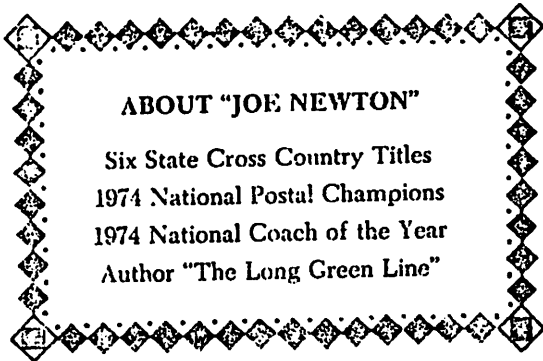 ABOUT "JOE NEWTON"
Six State Cross Country Titles
1974 National Postal Champions
1974 National Coach of the Year
Author "The Long Green Line"